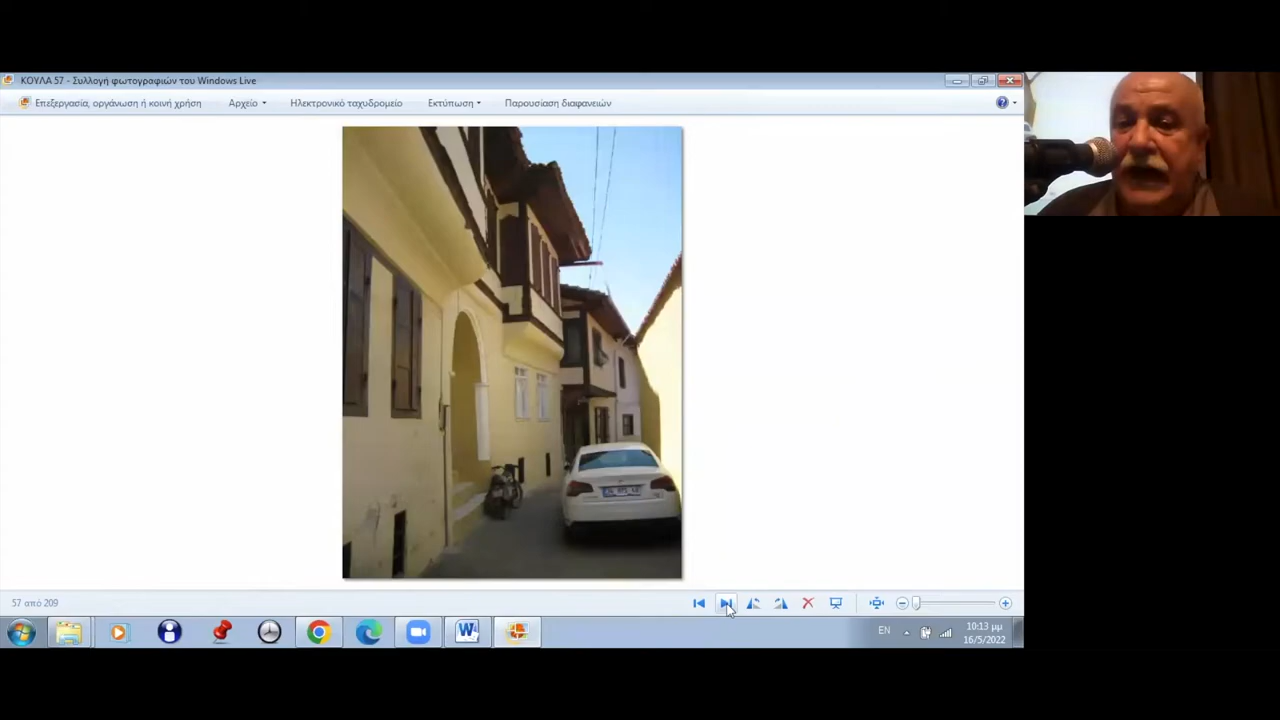 ΚΟΥΛΑ 57 - Συλλογή φωτογραφιών του Windows Live
Επεξεργασία, οργάνωση ή κοινή χρήση Αρχείο Ηλεκτρονικό ταχυδρομείο Εκτύπωση Παρουσίαση διαφανειών
57 από 209
EN
10:13 μμ
16/5/2022